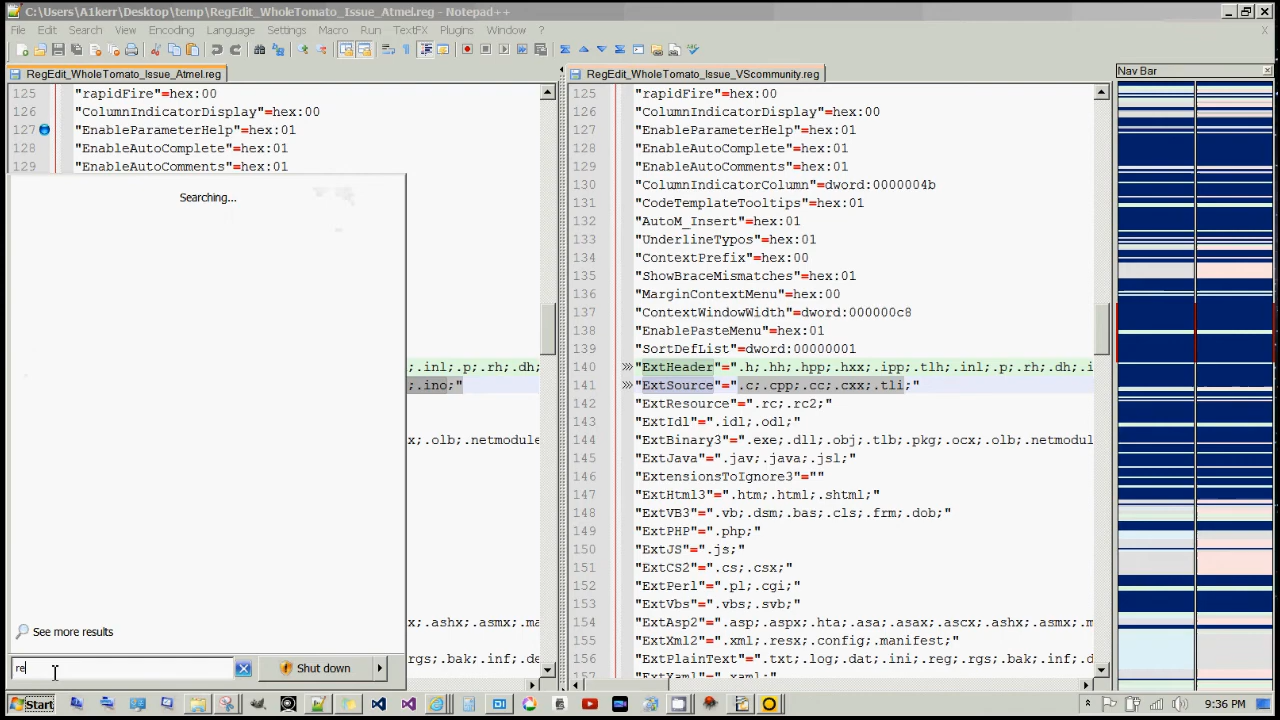 C:\Users\A1kerr\Desktop\temp\RegEdit_WholeTomato_Issue_Atmel.reg - Notepad++
File Edit Search View Encoding Language Settings Macro Run TextFX Plugins Window ? X
RegEdit_WholeTomato_Issue_Atmel.reg
125 "rapidFire"=hex:00
126 "ColumnIndicatorDisplay"=hex:00
127 "EnableParameterHelp"=hex:01
128 "EnableAutoComplete"=hex:01
129 "EnableAutoComments"=hex:01
Searching...
.inl;.p;.rh;.dh;
;.ino;"
x;.olb;.netmodule
x;.ashx;.asmx;.ma
rgs;.bak;.inf;.de
See more results
re
Shut down
RegEdit_WholeTomato_Issue_VScommunity.reg
125 "rapidFire"=hex:00
126 "ColumnIndicatorDisplay"=hex:00
127 "EnableParameterHelp"=hex:01
128 "EnableAutoComplete"=hex:01
129 "EnableAutoComments"=hex:01
130 "ColumnIndicatorColumn"=dword:0000004b
131 "CodeTemplateTooltips"=hex:01
132 "AutoM_Insert"=hex:01
133 "UnderlineTypos"=hex:01
134 "ContextPrefix"=hex:00
135 "ShowBraceMismatches"=hex:01
136 "MarginContextMenu"=hex:00
137 "ContextWindowWidth"=dword:000000c8
138 "EnablePasteMenu"=hex:01
139 "SortDefList"=dword:00000001
140 "ExtHeader"=".h;.hh;.hpp;.hxx;.ipp;.tlh;.inl;.p;.rh;.dh;.i
141 "ExtSource"=".c;.cpp;.cc;.cxx;.tli;"
142 "ExtResource"=".rc;.rc2;"
143 "ExtIdl"=".idl;.odl;"
144 "ExtBinary3"=".exe;.dll;.obj;.tlb;.pkg;.ocx;.olb;.netmodul
145 "ExtJava"=".jav;.java;.jsl;"
146 "ExtensionsToIgnore3"=""
147 "ExtHtml3"=".htm;.html;.shtml;"
148 "ExtVB3"=".vb;.dsm;.bas;.cls;.frm;.dob;"
149 "ExtPHP"=".php;"
150 "ExtJS"=".js;"
151 "ExtCS2"=".cs;.csx;"
152 "ExtPerl"=".pl;.cgi;"
153 "ExtVbs"=".vbs;.svb;"
154 "ExtAsp2"=".asp;.aspx;.hta;.asa;.asax;.ascx;.ashx;.asmx;.m
155 "ExtXml2"=".xml;.resx;.config;.manifest;"
156 "ExtPlainText"=".txt;.log;.dat;.ini;.reg;.rgs;.bak;.inf;.d
Nav Bar
Start
9:36 PM